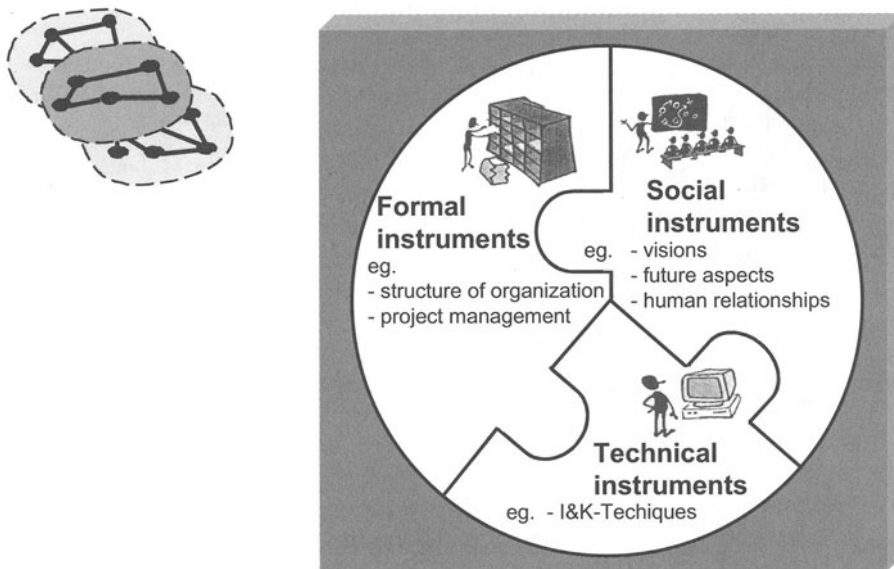 Formal
instruments
eg.
- structure of organization
- project management
Social
instruments
eg. - visions
- future aspects
- human relationships
Technical
instruments
eg. - I&K-Techiques